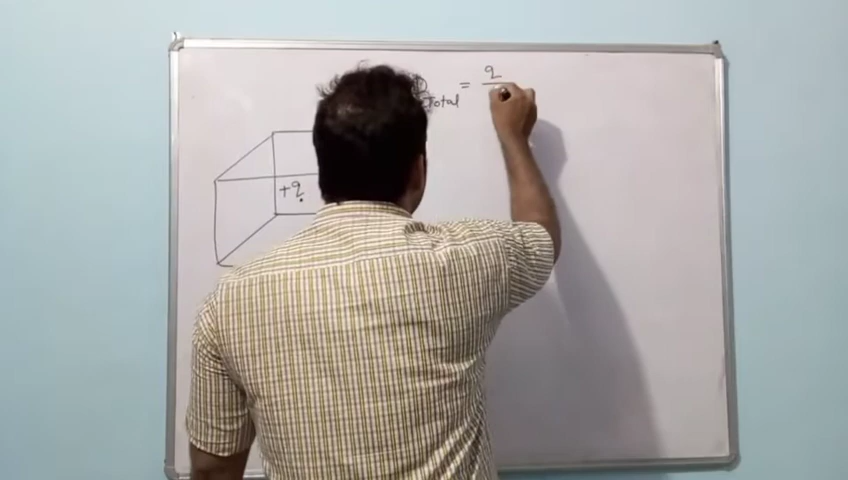 = q
Total
+q